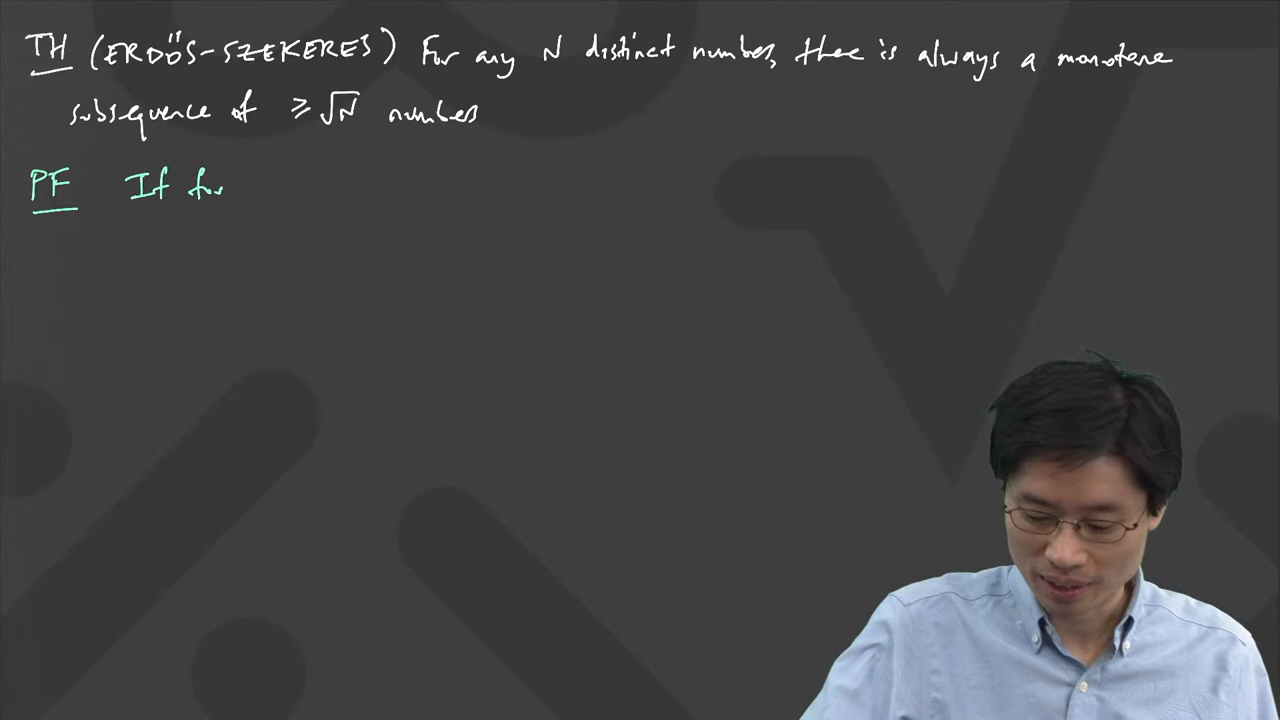 TH (ERDŐS-SZEKERES) For any N distinct numbers, there is always a monotone
subsequence of ≥ √N numbers
PF If for